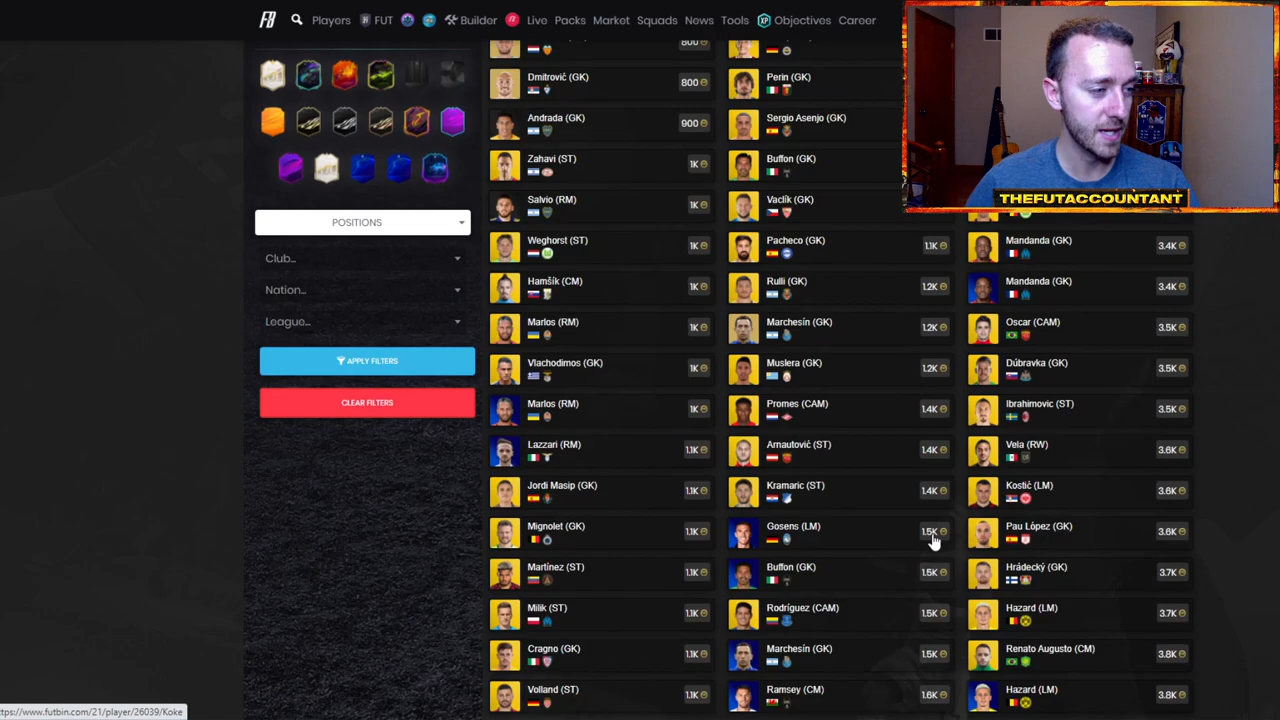 Players FUT Builder Live Packs Market Squads News Tools XP Objectives Career
POSITIONS
Club...
Nation...
League...
APPLY FILTERS
CLEAR FILTERS
800
Dmitrović (GK) 800
Andrada (GK) 900
Zahavi (ST) 1K
Salvio (RM) 1K
Weghorst (ST) 1K
Hamšík (CM) 1K
Marlos (RM) 1K
Vlachodimos (GK) 1K
Marlos (RM) 1K
Lazzari (RM) 1.1K
Jordi Masip (GK) 1.1K
Mignolet (GK) 1.1K
Martínez (ST) 1.1K
Milik (ST) 1.1K
Cragno (GK) 1.1K
Volland (ST) 1.1K
Perin (GK)
Sergio Asenjo (GK)
Buffon (GK)
Vaclík (GK)
Pacheco (GK) 1.1K
Rulli (GK) 1.2K
Marchesín (GK) 1.2K
Muslera (GK) 1.2K
Promes (CAM) 1.4K
Arnautović (ST) 1.4K
Kramaric (ST) 1.4K
Gosens (LM) 1.5K
Buffon (GK) 1.5K
Rodríguez (CAM) 1.5K
Marchesín (GK) 1.5K
Ramsey (CM) 1.6K
THEFUTACCOUNTANT
Mandanda (GK) 3.4K
Mandanda (GK) 3.4K
Oscar (CAM) 3.5K
Dúbravka (GK) 3.5K
Ibrahimovic (ST) 3.5K
Vela (RW) 3.6K
Kostić (LM) 3.6K
Pau López (GK) 3.6K
Hrádecký (GK) 3.7K
Hazard (LM) 3.7K
Renato Augusto (CM) 3.8K
Hazard (LM) 3.8K
ttps://www.futbin.com/21/player/26039/Koke